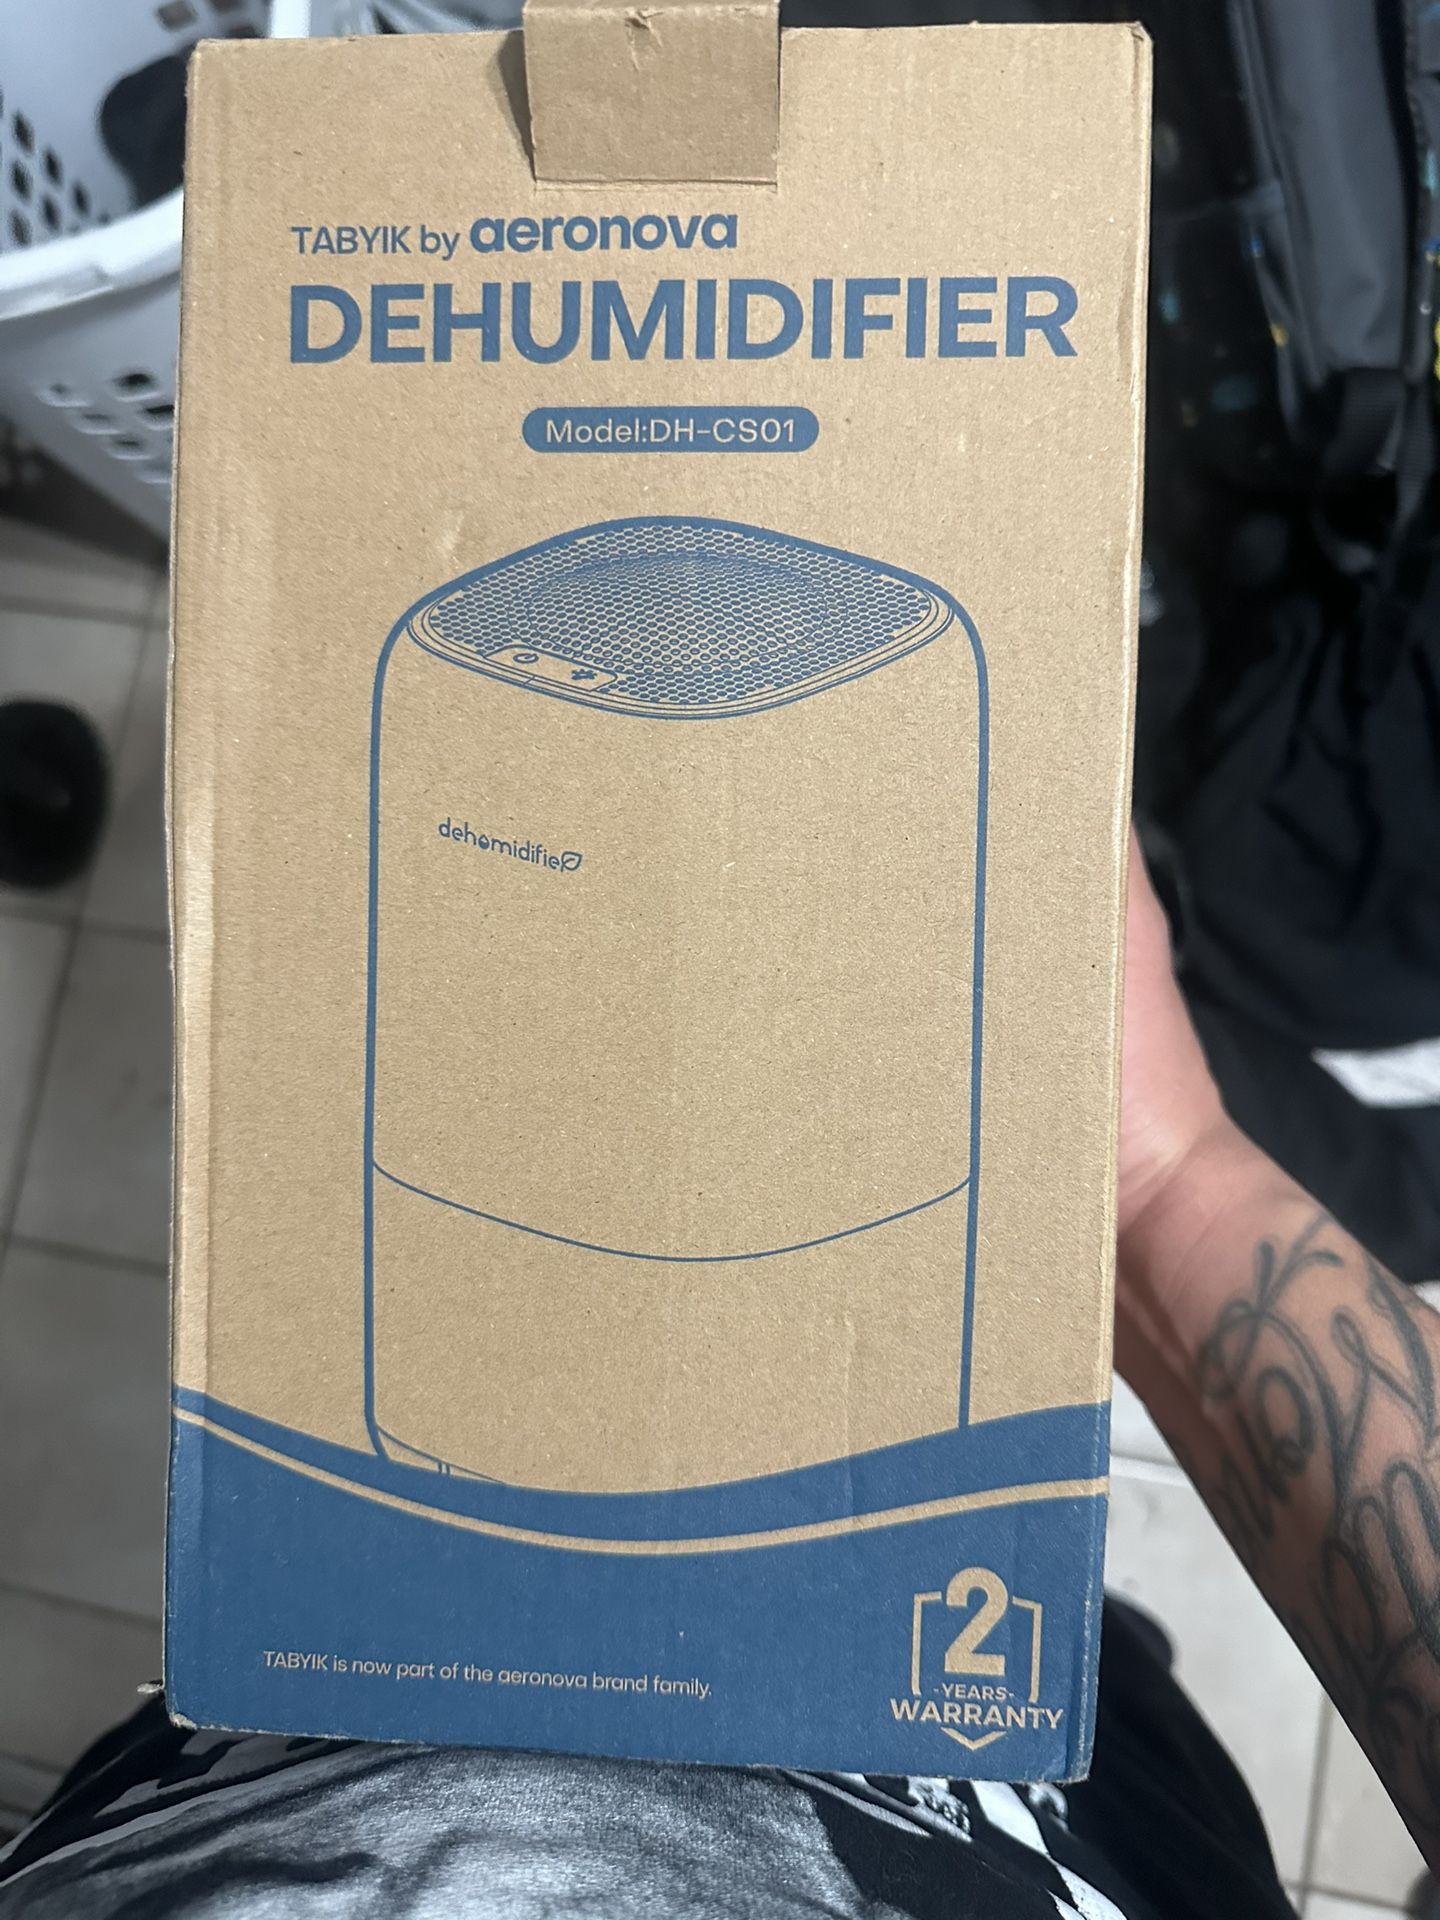 TABYIK by aeronova
DEHUMIDIFIER
Model:DH-CS01
dehumidifier
TABYIK is now part of the aeronova brand family.
2
-YEARS-
WARRANTY